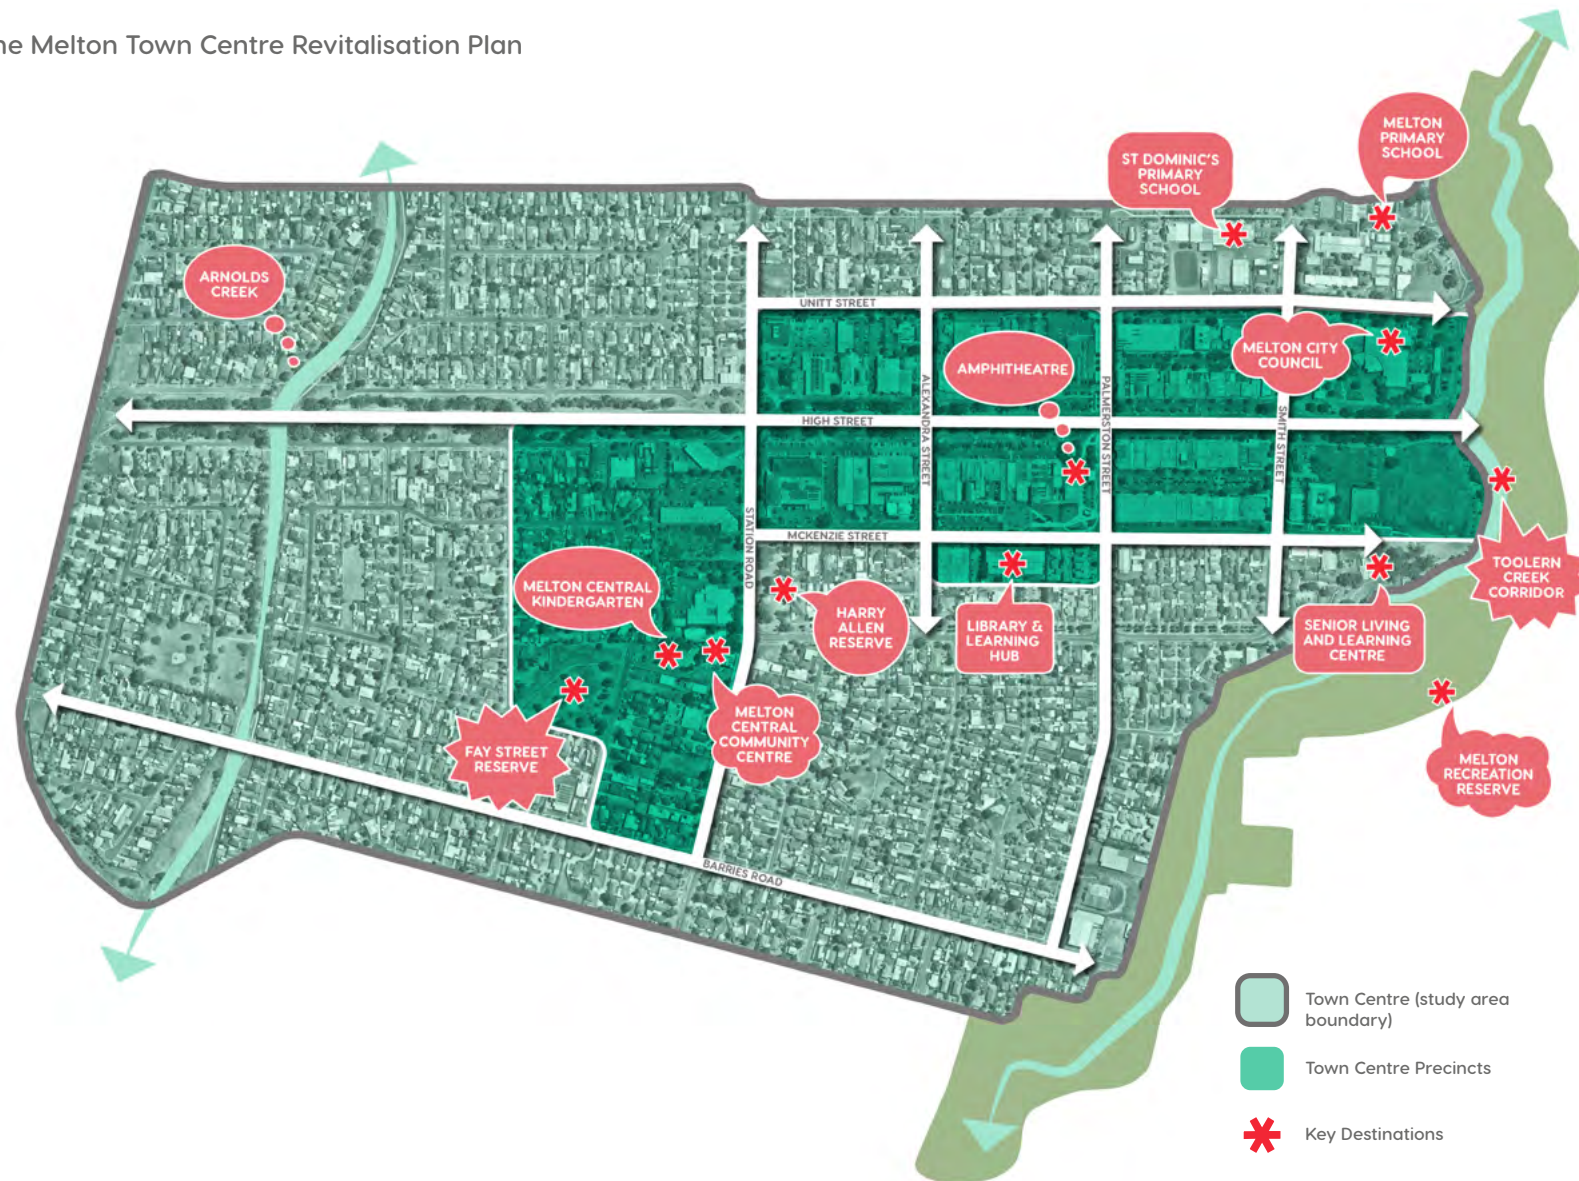 ne Melton Town Centre Revitalisation Plan
MELTON
PRIMARY
SCHOOL
ST DOMINIC'S
PRIMARY
SCHOOL
ARNOLDS
CREEK
UNITT STREET
MELTON CITY
COUNCIL
AMPHITHEATRE
ALEXANDRA STREET
PALMERSTON STREET
SMITH STREET
HIGH STREET
STATION ROAD
MCKENZIE STREET
TOOLERN
CREEK
CORRIDOR
MELTON CENTRAL
KINDERGARTEN
HARRY
ALLEN
RESERVE
LIBRARY &
LEARNING
HUB
SENIOR LIVING
AND LEARNING
CENTRE
MELTON
CENTRAL
COMMUNITY
CENTRE
FAY STREET
RESERVE
MELTON
RECREATION
RESERVE
BARRIES ROAD
Town Centre (study area
boundary)
Town Centre Precincts
Key Destinations